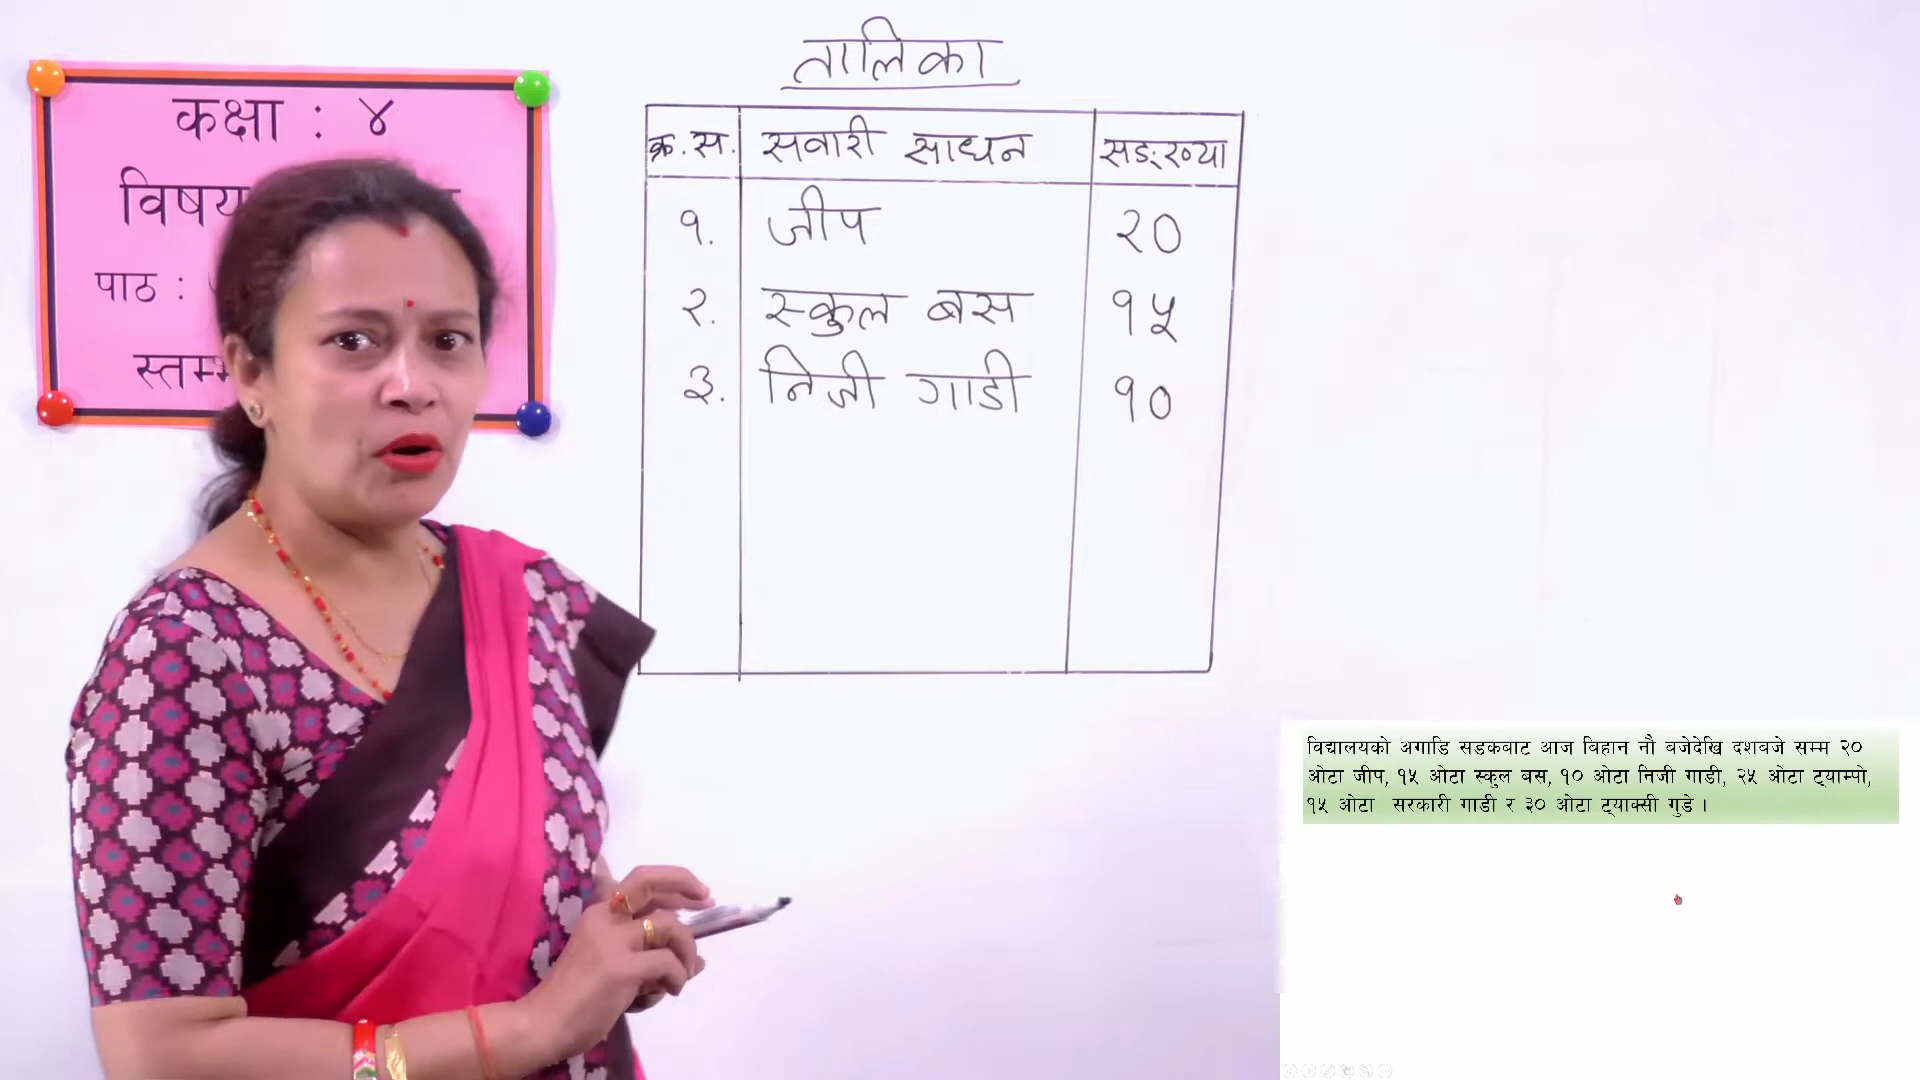 तालिका
कक्षा : ४
विषय
पाठ :
स्तम्भ
क्र.स. सवारी साधन सङ्ख्या
१. जीप २०
२. स्कुल बस १५
३. निजी गाडी १०
विद्यालयको अगाडि सडकबाट आज बिहान नौ बजेदेखि दशबजे सम्म २०
ओटा जीप, १५ ओटा स्कुल बस, १० ओटा निजी गाडी, २५ ओटा ट्याम्पो,
१५ ओटा सरकारी गाडी र ३० ओटा ट्याक्सी गुडे ।